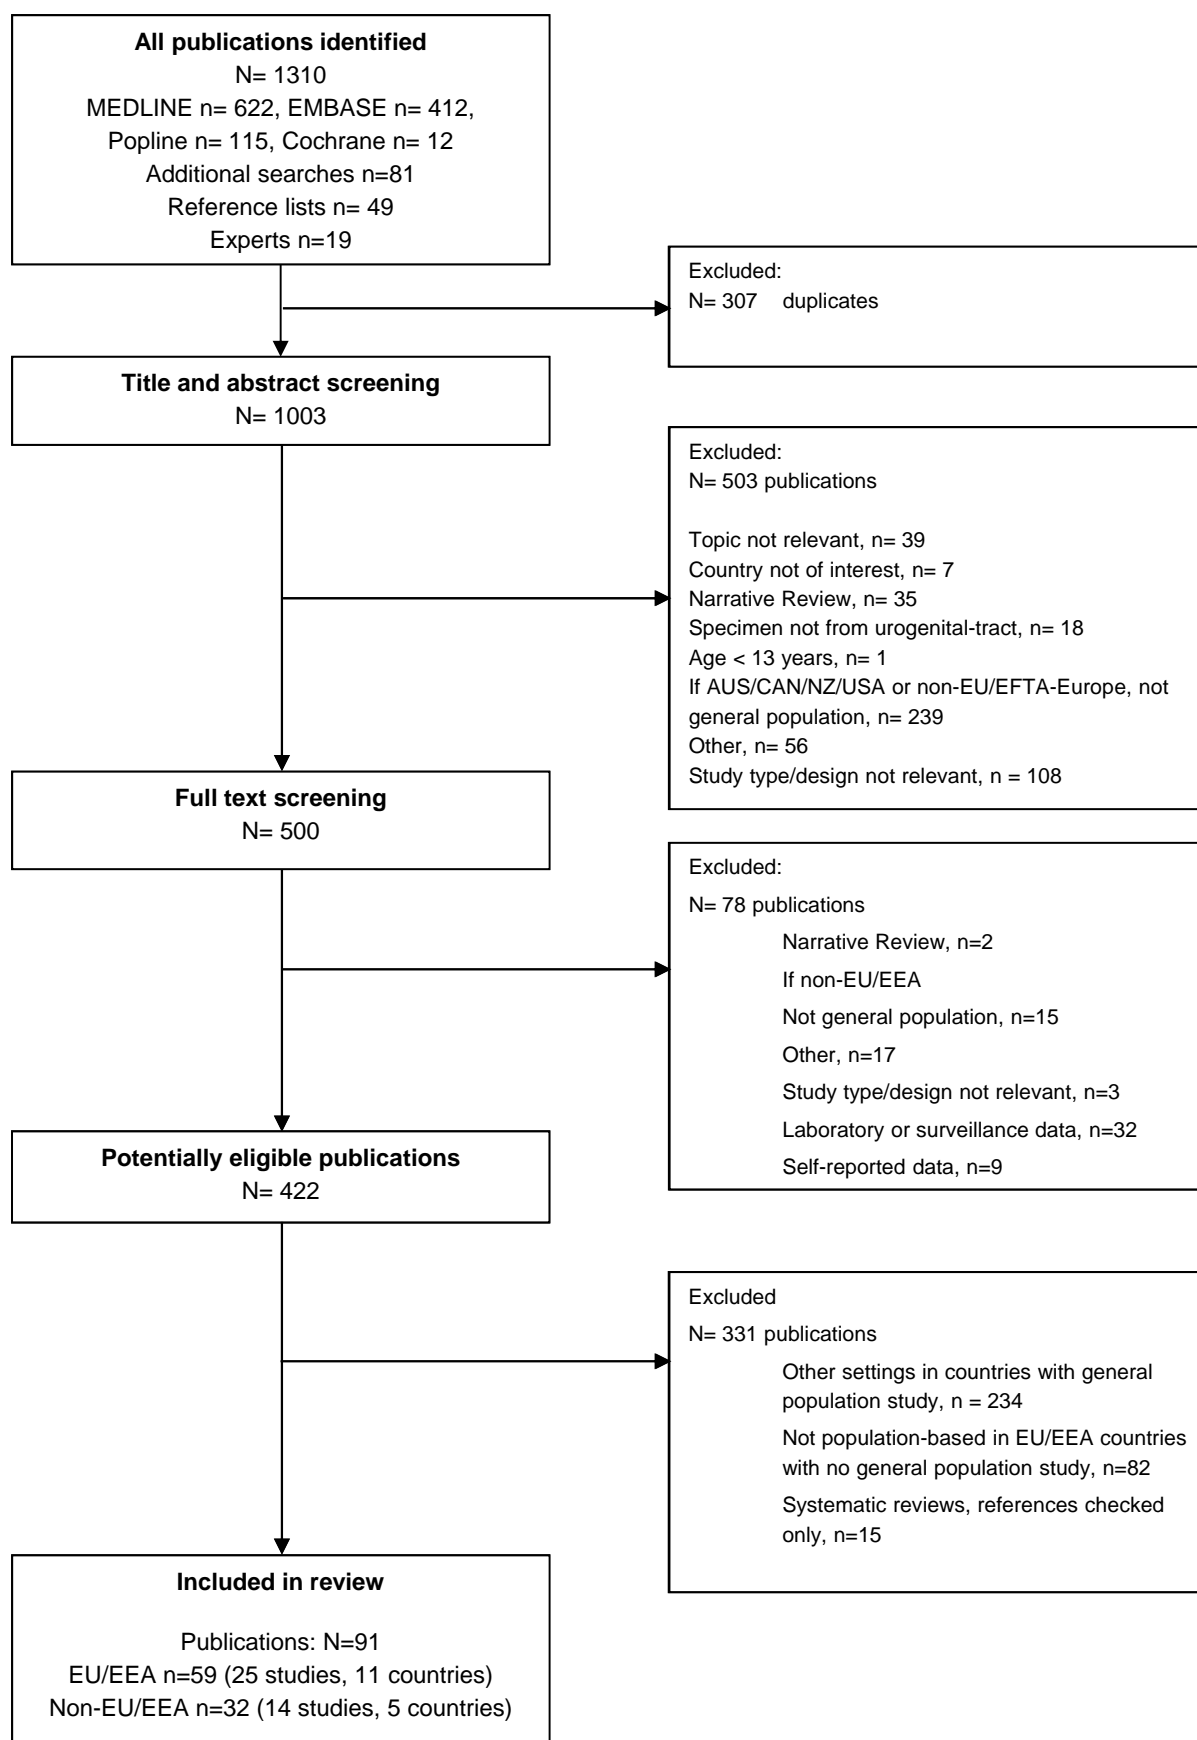 All publications identified
N= 1310
MEDLINE n= 622, EMBASE n= 412,
Popline n= 115, Cochrane n= 12
Additional searches n=81
Reference lists n= 49
Experts n=19
Excluded:
N= 307 duplicates
Title and abstract screening
N= 1003
Excluded:
N= 503 publications
Topic not relevant, n= 39
Country not of interest, n= 7
Narrative Review, n= 35
Specimen not from urogenital-tract, n= 18
Age < 13 years, n= 1
If AUS/CAN/NZ/USA or non-EU/EFTA-Europe, not
general population, n= 239
Other, n= 56
Study type/design not relevant, n = 108
Full text screening
N= 500
Excluded:
N= 78 publications
Narrative Review, n=2
If non-EU/EEA
Not general population, n=15
Other, n=17
Study type/design not relevant, n=3
Laboratory or surveillance data, n=32
Self-reported data, n=9
Potentially eligible publications
N= 422
Excluded
N= 331 publications
Other settings in countries with general
population study, n = 234
Not population-based in EU/EEA countries
with no general population study, n=82
Systematic reviews, references checked
only, n=15
Included in review
Publications: N=91
EU/EEA n=59 (25 studies, 11 countries)
Non-EU/EEA n=32 (14 studies, 5 countries)